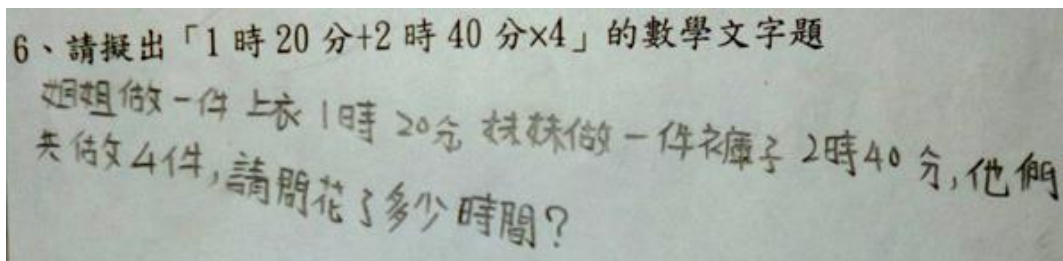 6、請擬出「1時20分+2時40分×4」的數學文字題
姐姐做一件上衣1時20分妹妹做一件褲子2時40分,他們
共做4件,請問花了多少時間?